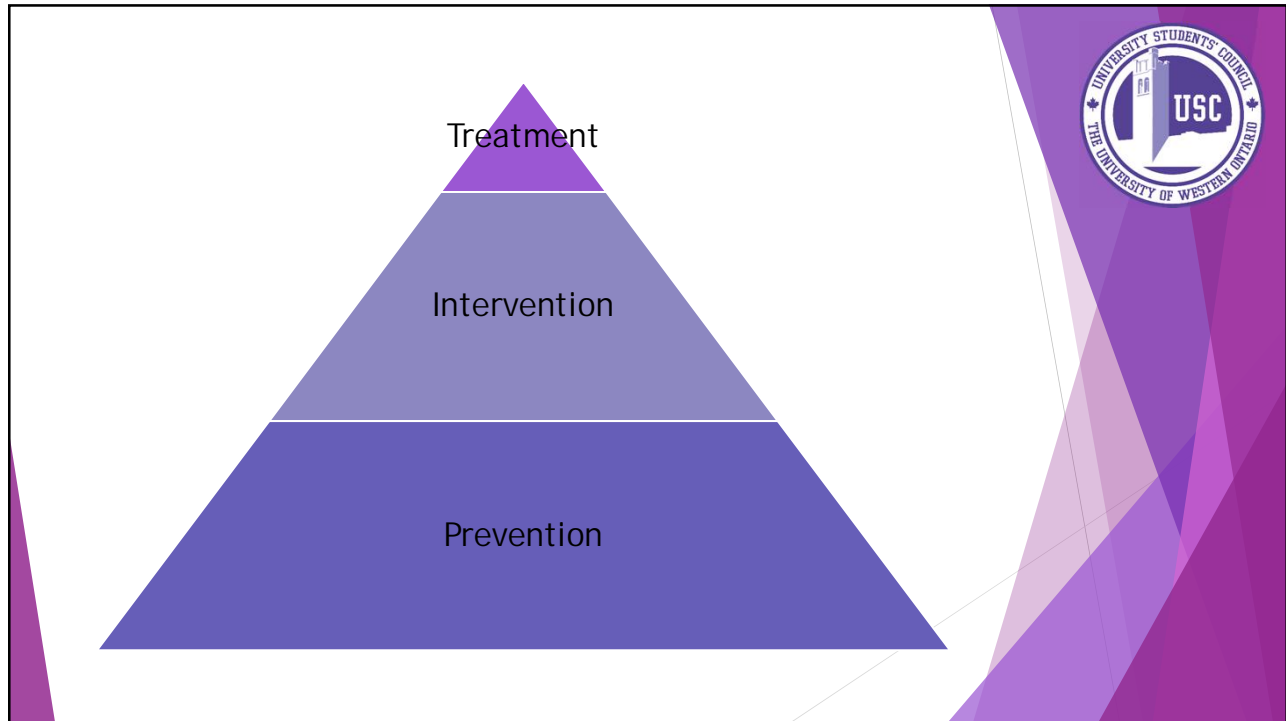 Treatment
Intervention
Prevention
UNIVERSITY STUDENTS' COUNCIL
USC
THE UNIVERSITY OF WESTERN ONTARIO